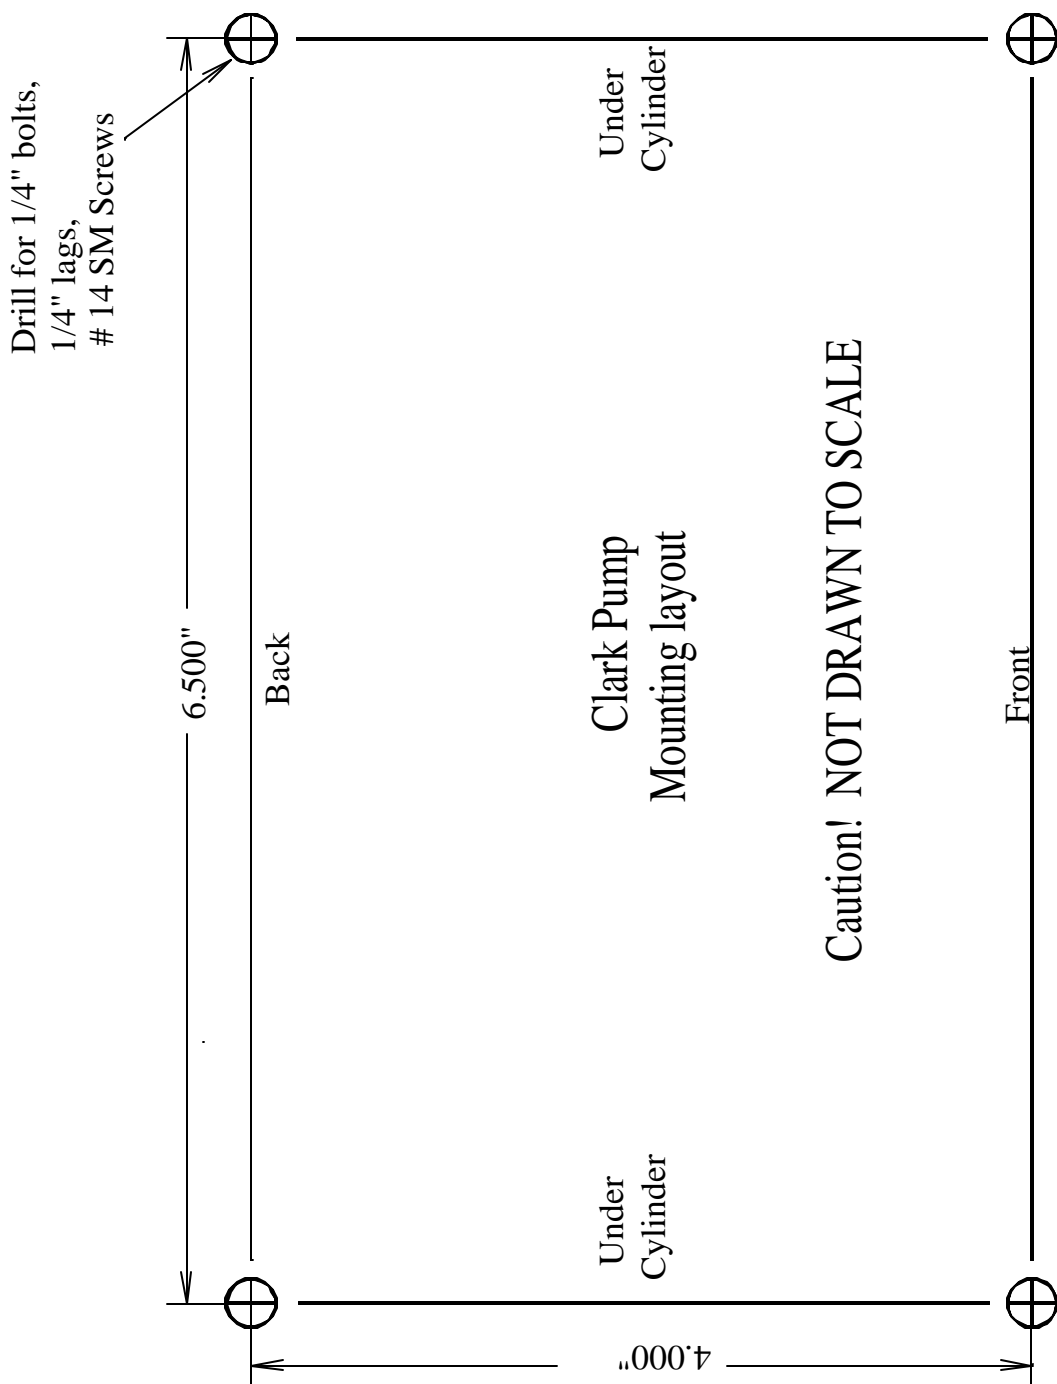 Drill for 1/4" bolts,
1/4" lags,
# 14 SM Screws
6.500"
Back
Under
Cylinder
Clark Pump
Mounting layout
Under
Cylinder
Caution! NOT DRAWN TO SCALE
Front
4.000"